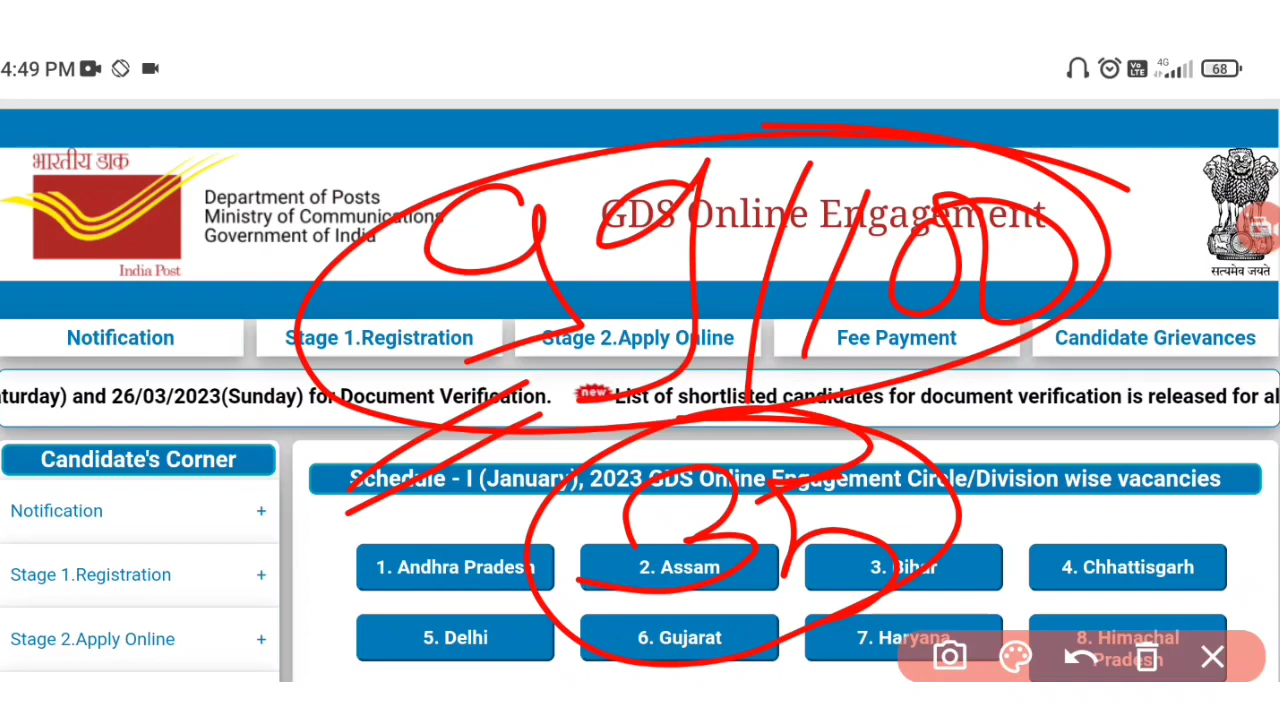 4:49 PM
4G
Vo LTE
68
भारतीय डाक
Department of Posts
Ministry of Communications
Government of India
GDS Online Engagement
India Post
सत्यमेव जयते
Notification
Stage 1.Registration
Stage 2.Apply Online
Fee Payment
Candidate Grievances
aturday) and 26/03/2023(Sunday) for Document Verification. new List of shortlisted candidates for document verification is released for al
Candidate's Corner
Notification +
Stage 1.Registration +
Stage 2.Apply Online +
Schedule - I (January), 2023 GDS Online Engagement Circle/Division wise vacancies
1. Andhra Pradesh
2. Assam
3. Bihar
4. Chhattisgarh
5. Delhi
6. Gujarat
7. Haryana
8. Himachal
Pradesh